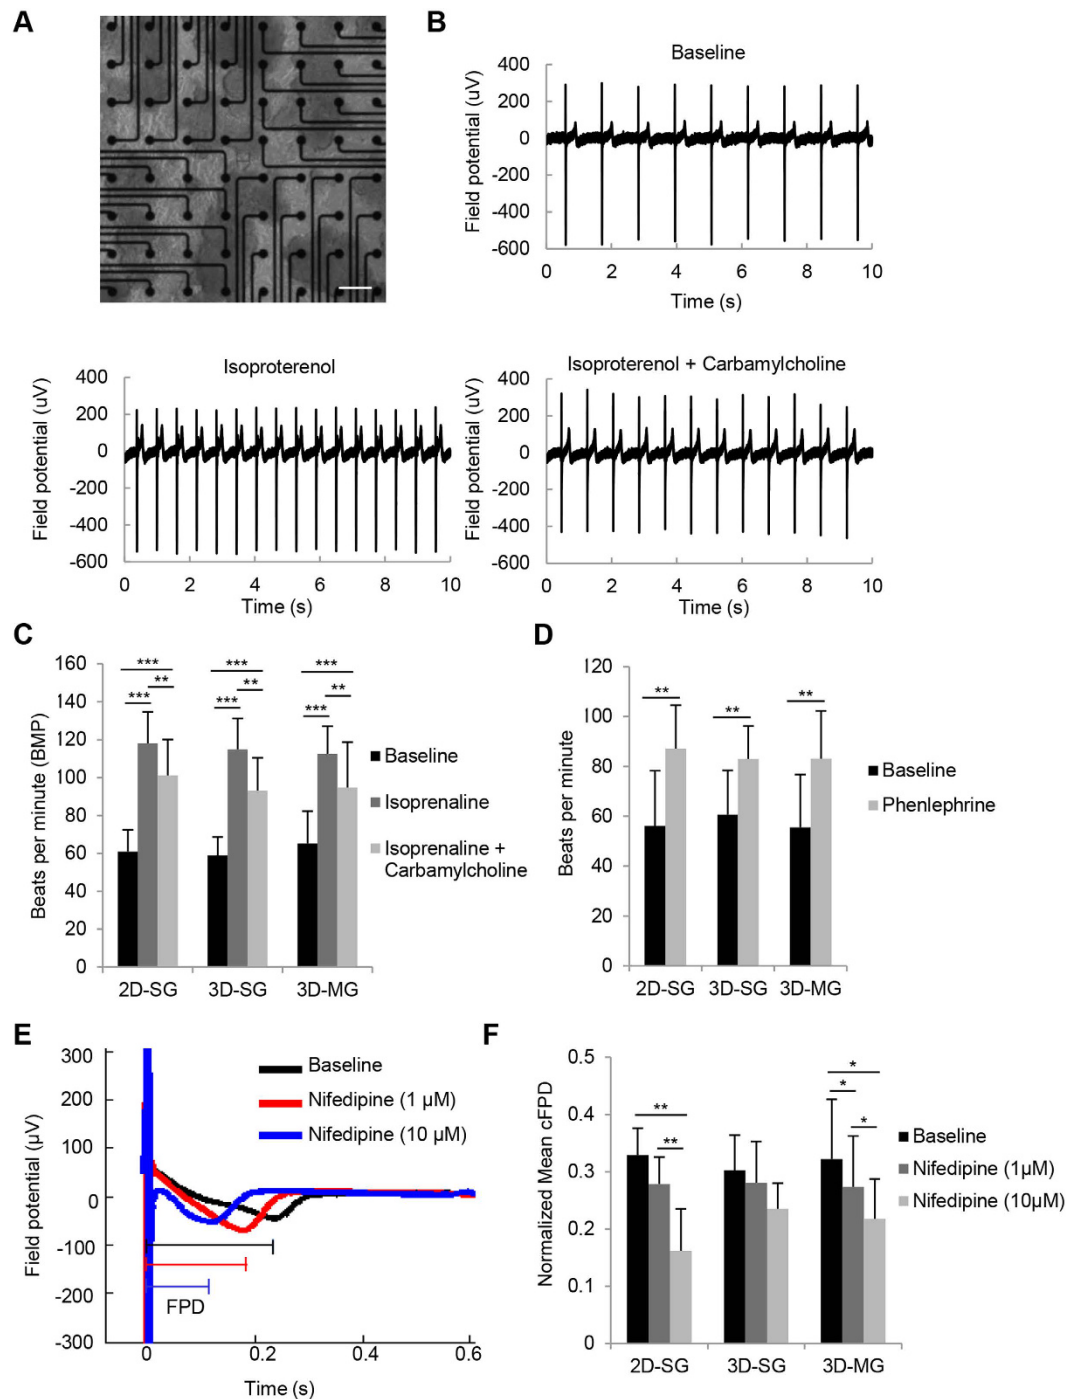 A
B
Baseline
Field potential (uV)
400
200
0
-200
-400
-600
0 2 4 6 8 10
Time (s)
Isoproterenol
Field potential (uV)
400
200
0
-200
-400
-600
0 2 4 6 8 10
Time (s)
Isoproterenol + Carbamylcholine
Field potential (uV)
400
200
0
-200
-400
-600
0 2 4 6 8 10
Time (s)
C
Beats per minute (BMP)
160
140
120
100
80
60
40
20
0
*** *** ***
** ** **
*** *** ***
2D-SG 3D-SG 3D-MG
Baseline
Isoprenaline
Isoprenaline +
Carbamylcholine
D
Beats per minute
120
100
80
60
40
20
0
** ** **
2D-SG 3D-SG 3D-MG
Baseline
Phenlephrine
E
Field potential (µV)
300
200
100
0
-100
-200
-300
Baseline
Nifedipine (1 µM)
Nifedipine (10 µM)
FPD
0 0.2 0.4 0.6
Time (s)
F
Normalized Mean cFPD
0.5
0.4
0.3
0.2
0.1
0
** *
** * *
2D-SG 3D-SG 3D-MG
Baseline
Nifedipine (1µM)
Nifedipine (10µM)